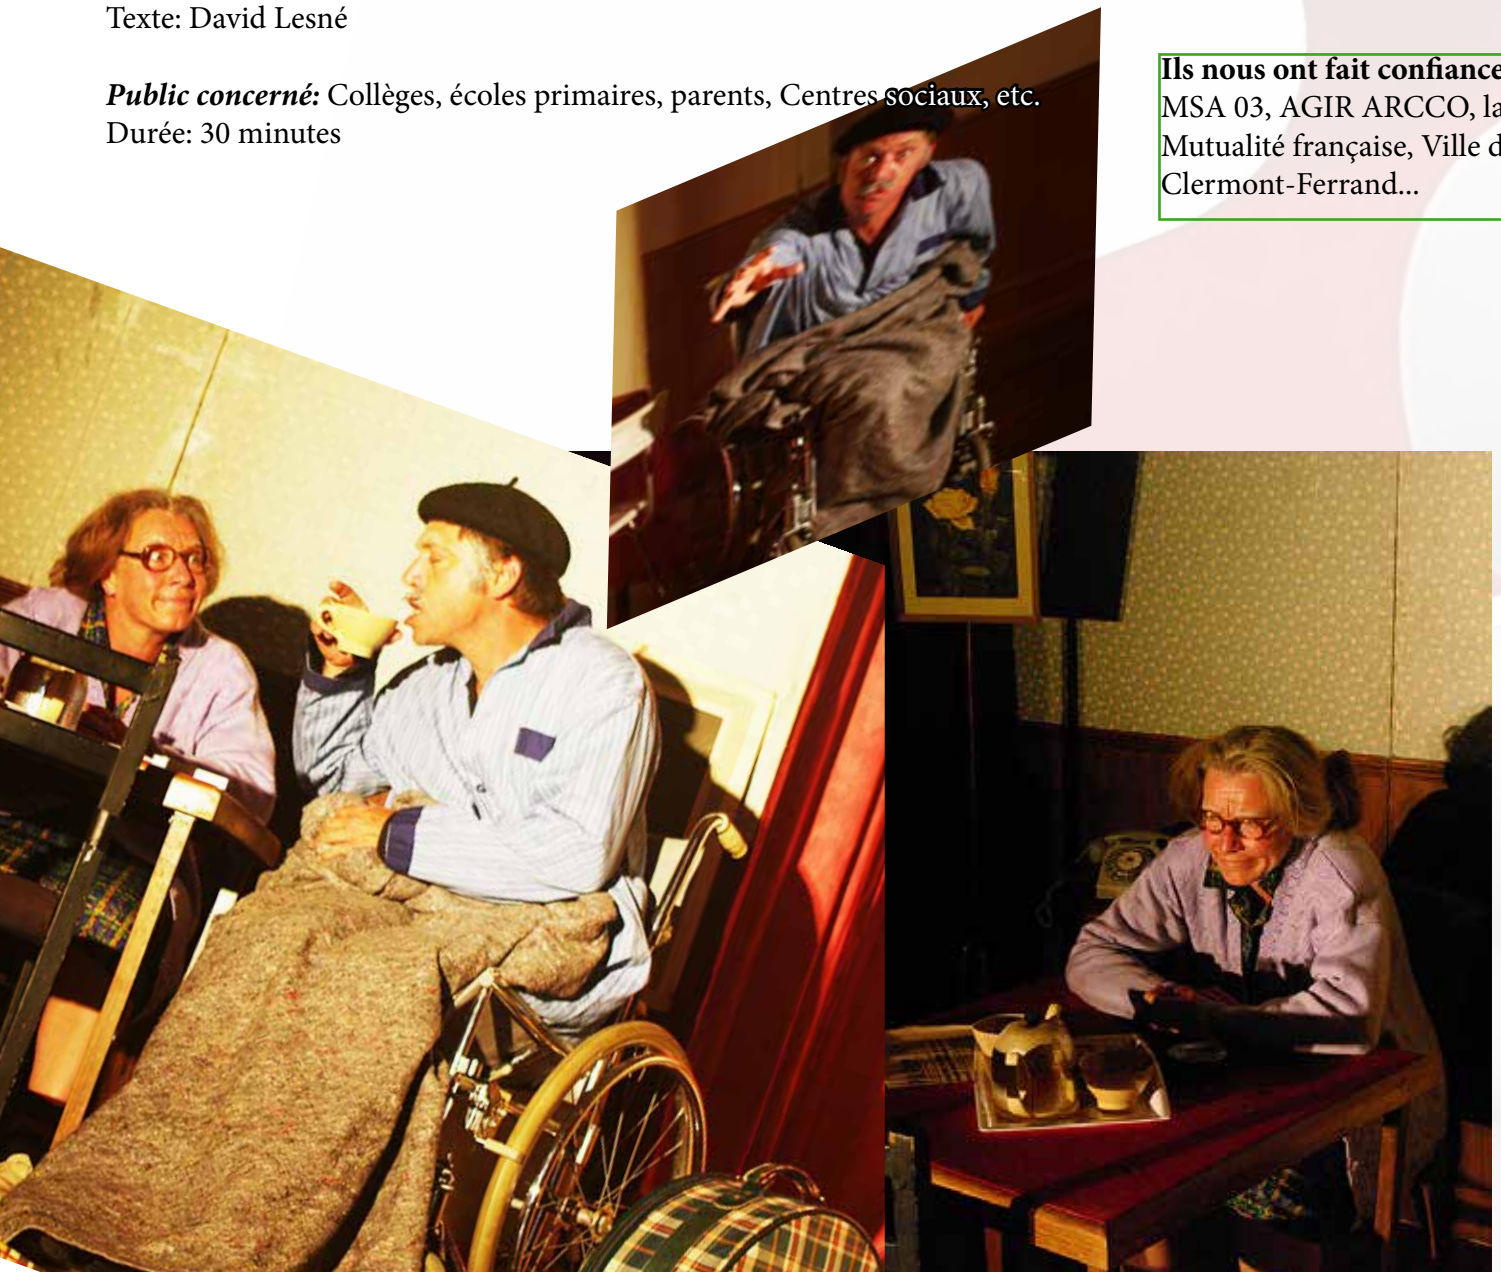 Texte: David Lesné
Public concerné: Collèges, écoles primaires, parents, Centres sociaux, etc.
Durée: 30 minutes
Ils nous ont fait confiance
MSA 03, AGIR ARCCO, la
Mutualité française, Ville d
Clermont-Ferrand...